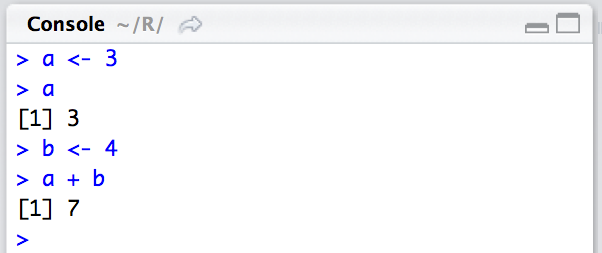 Console ~/R/
> a <- 3
> a
[1] 3
> b <- 4
> a + b
[1] 7
>